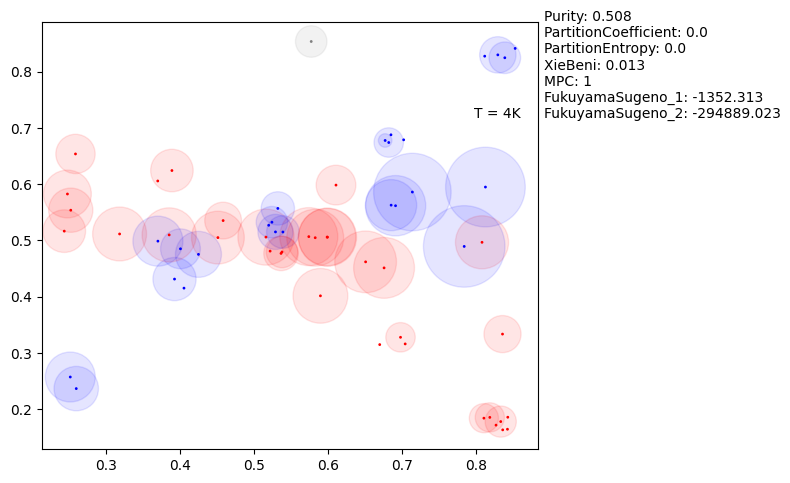 Purity: 0.508
PartitionCoefficient: 0.0
PartitionEntropy: 0.0
XieBeni: 0.013
MPC: 1
FukuyamaSugeno_1: -1352.313
FukuyamaSugeno_2: -294889.023
T = 4K
0.8
0.7
0.6
0.5
0.4
0.3
0.2
0.3 0.4 0.5 0.6 0.7 0.8